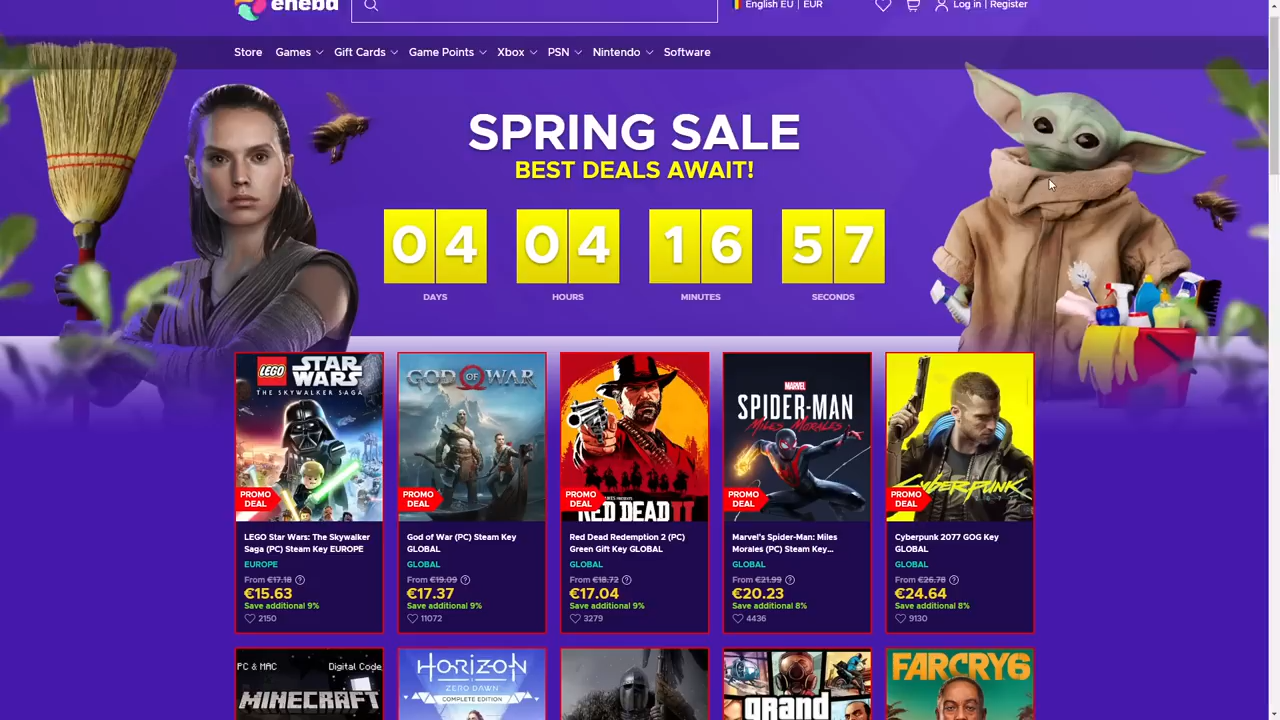 eneba
English EU | EUR
Log in | Register
Store Games Gift Cards Game Points Xbox PSN Nintendo Software
SPRING SALE
BEST DEALS AWAIT!
04 04 16 57
DAYS HOURS MINUTES SECONDS
LEGO STAR WARS
THE SKYWALKER SAGA
PROMO
DEAL
LEGO Star Wars: The Skywalker
Saga (PC) Steam Key EUROPE
EUROPE
From €17.18
€15.63
Save additional 9%
2150
GOD OF WAR
PROMO
DEAL
God of War (PC) Steam Key
GLOBAL
GLOBAL
From €19.09
€17.37
Save additional 9%
11072
RED DEAD II
PROMO
DEAL
Red Dead Redemption 2 (PC)
Green Gift Key GLOBAL
GLOBAL
From €18.72
€17.04
Save additional 9%
3279
MARVEL
SPIDER-MAN
MILES MORALES
PROMO
DEAL
Marvel's Spider-Man: Miles
Morales (PC) Steam Key...
GLOBAL
From €21.99
€20.23
Save additional 8%
4436
Cyberpunk
PROMO
DEAL
Cyberpunk 2077 GOG Key
GLOBAL
GLOBAL
From €26.78
€24.64
Save additional 8%
9130
PC & MAC Digital Code
MINECRAFT
HORIZON
ZERO DAWN
COMPLETE EDITION
grand
FARCRY6